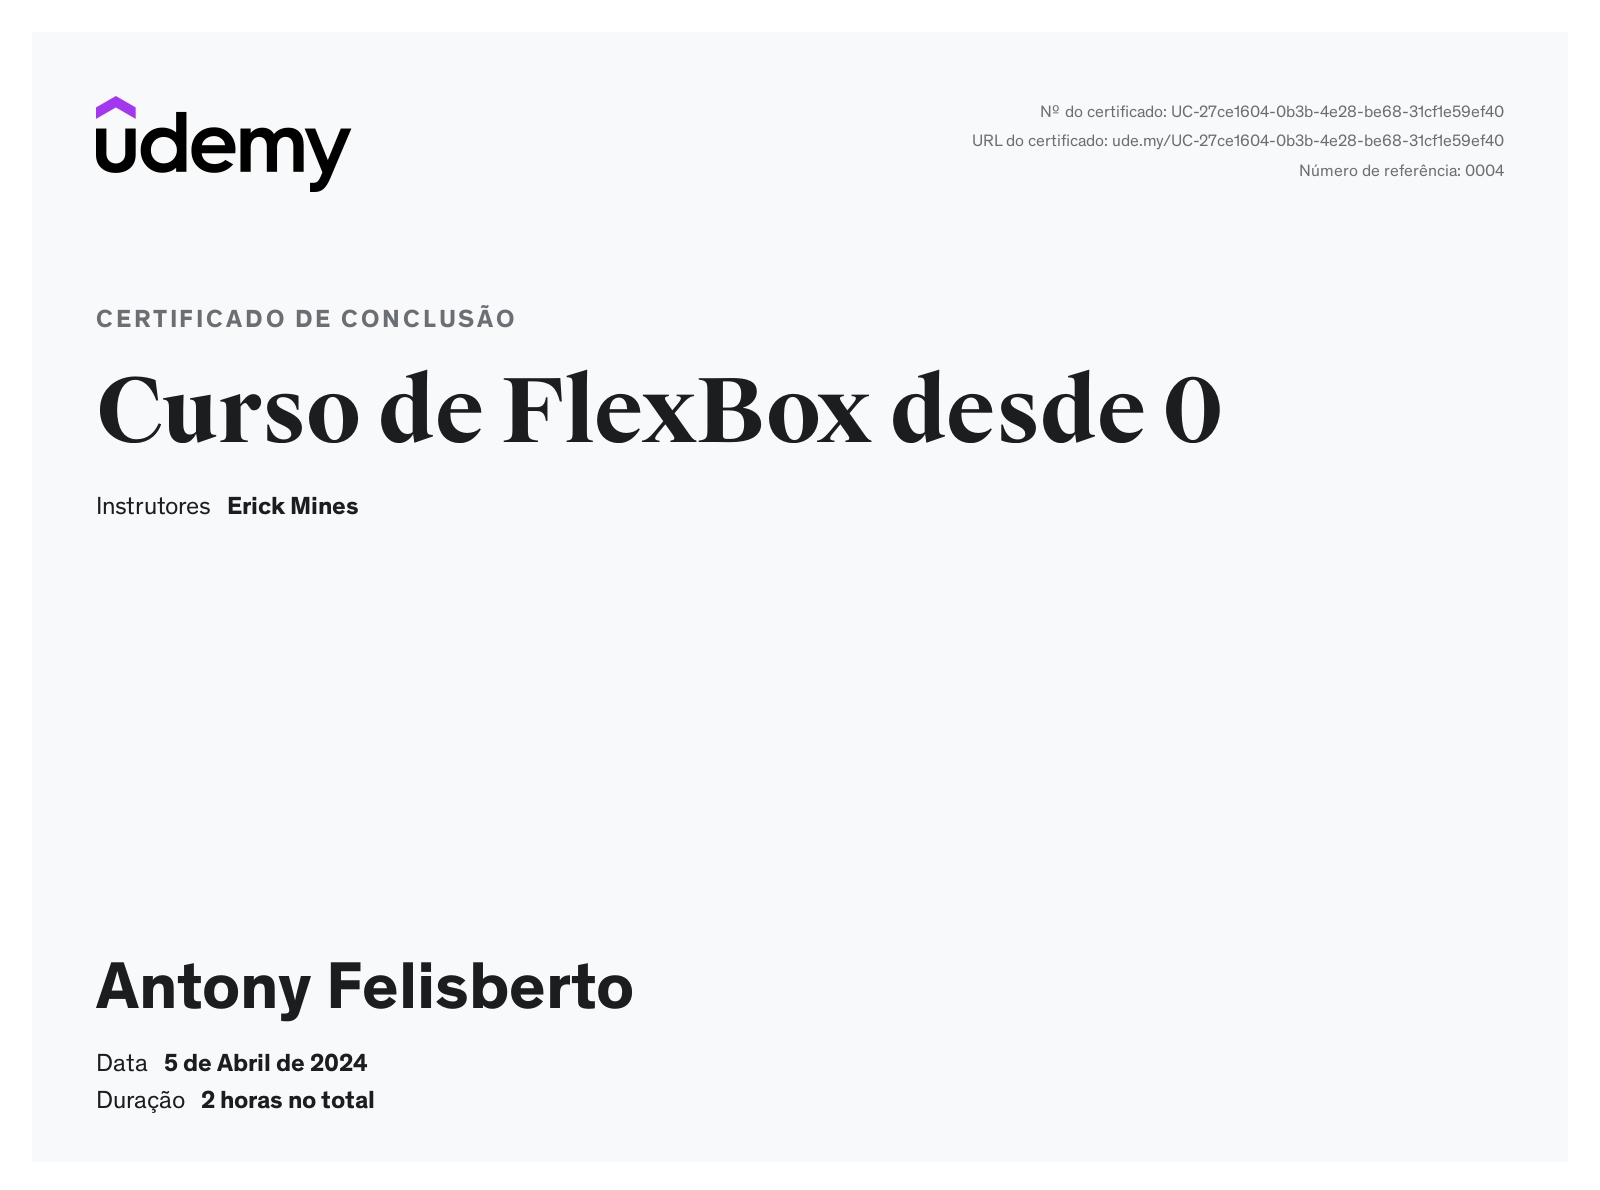 udemy
Nº do certificado: UC-27ce1604-0b3b-4e28-be68-31cf1e59ef40
URL do certificado: ude.my/UC-27ce1604-0b3b-4e28-be68-31cf1e59ef40
Número de referência: 0004
CERTIFICADO DE CONCLUSÃO
Curso de FlexBox desde 0
Instrutores Erick Mines
Antony Felisberto
Data 5 de Abril de 2024
Duração 2 horas no total